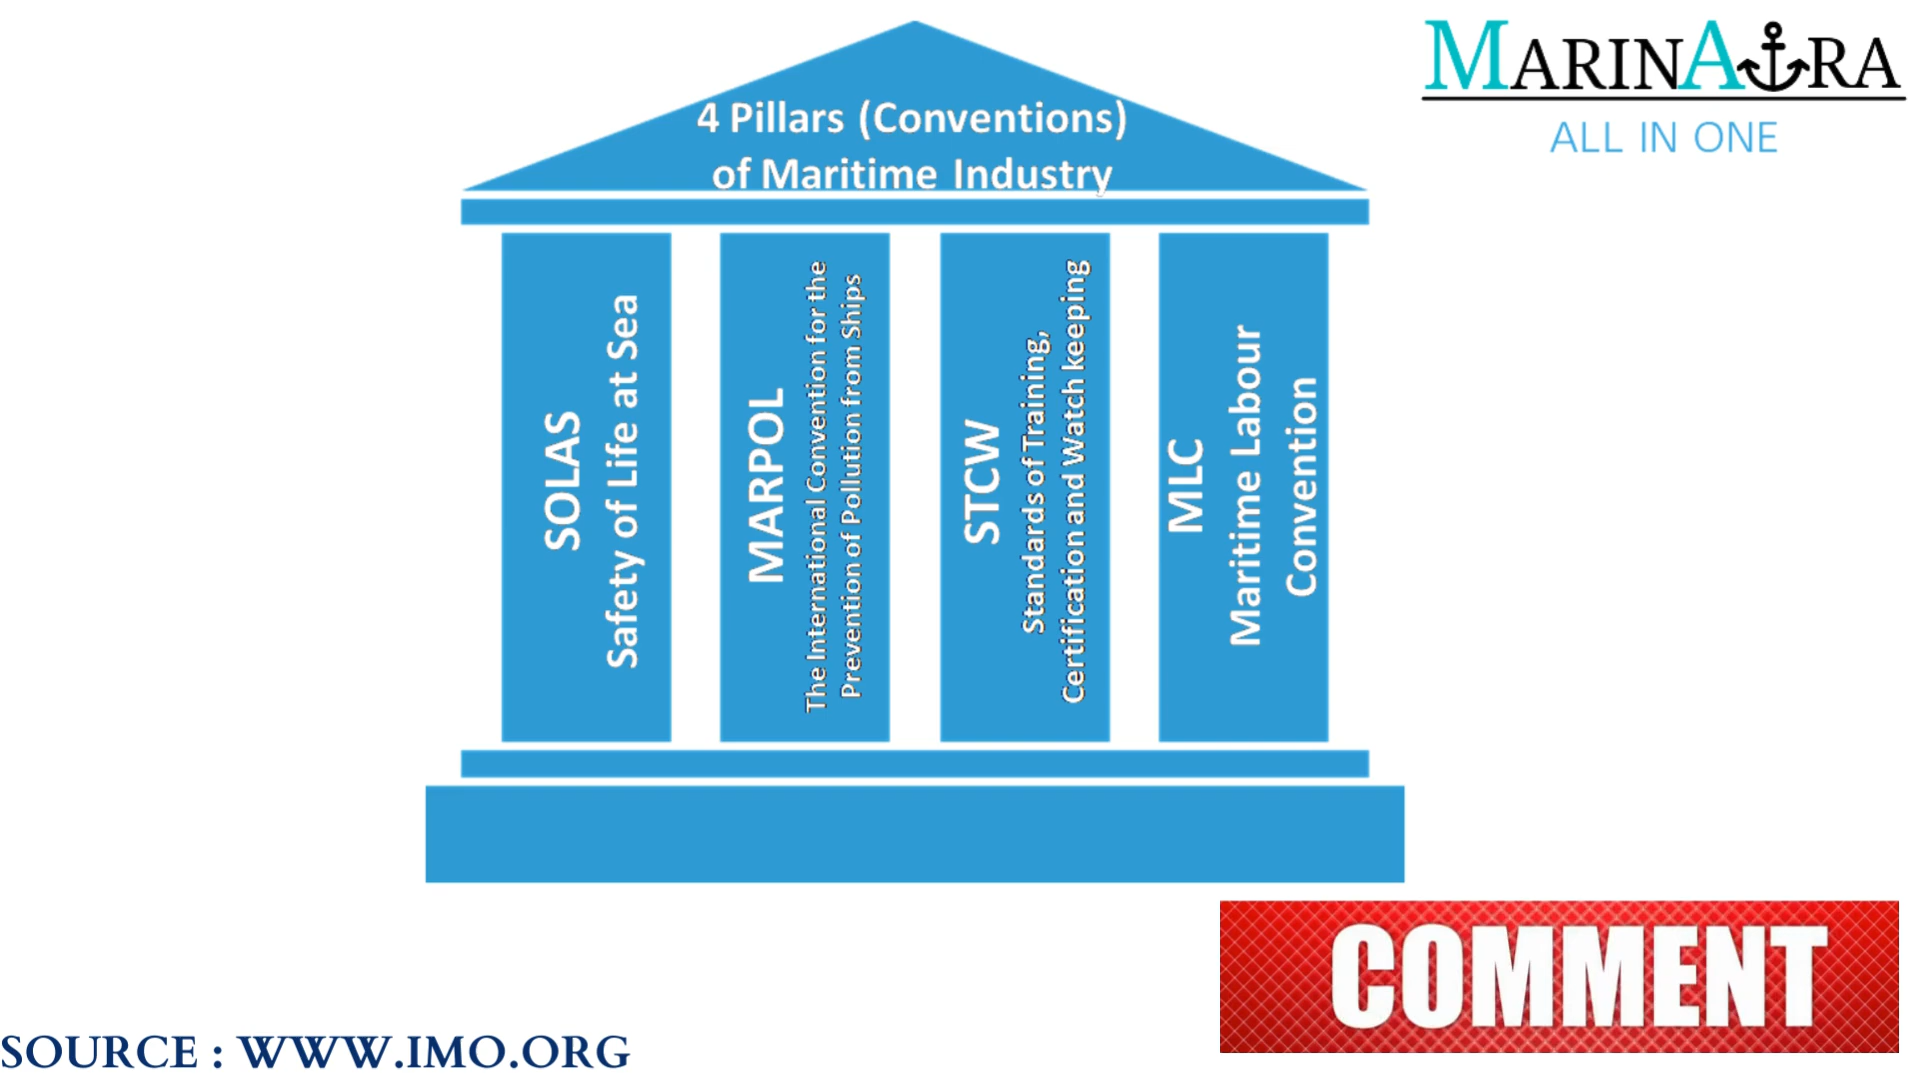 4 Pillars (Conventions)
of Maritime Industry
MARINAURA
ALL IN ONE
SOLAS
Safety of Life at Sea
MARPOL
The International Convention for the
Prevention of Pollution from Ships
STCW
Standards of Training,
Certification and Watch keeping
MLC
Maritime Labour
Convention
COMMENT
SOURCE : WWW.IMO.ORG